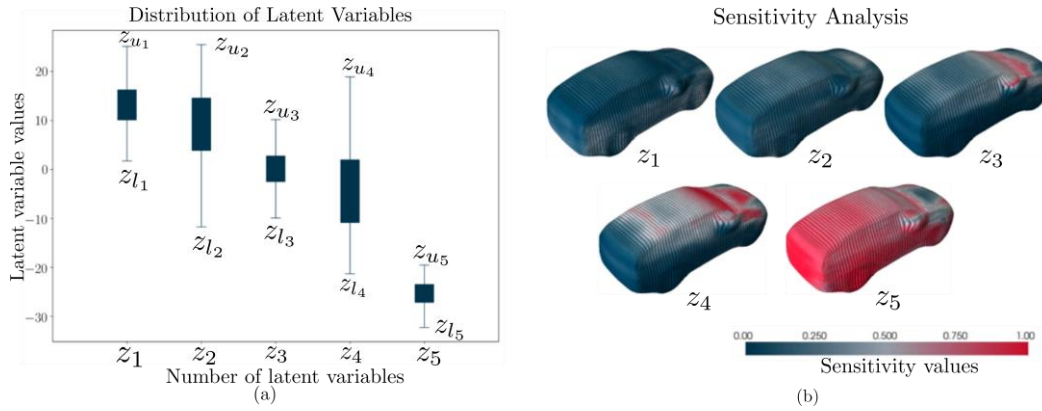 Distribution of Latent Variables
Latent variable values
20
10
0
−10
−20
−30
z_{u_1}
z_{l_1}
z_{u_2}
z_{l_2}
z_{u_3}
z_{l_3}
z_{u_4}
z_{l_4}
z_{u_5}
z_{l_5}
z_1 z_2 z_3 z_4 z_5
Number of latent variables
(a)
Sensitivity Analysis
z_1 z_2 z_3
z_4 z_5
0.00 0.250 0.500 0.750 1.00
Sensitivity values
(b)